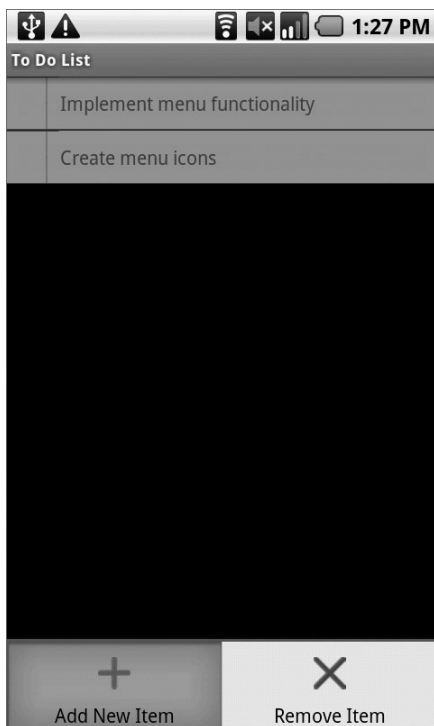 1:27 PM
To Do List
Implement menu functionality
Create menu icons
Add New Item
Remove Item